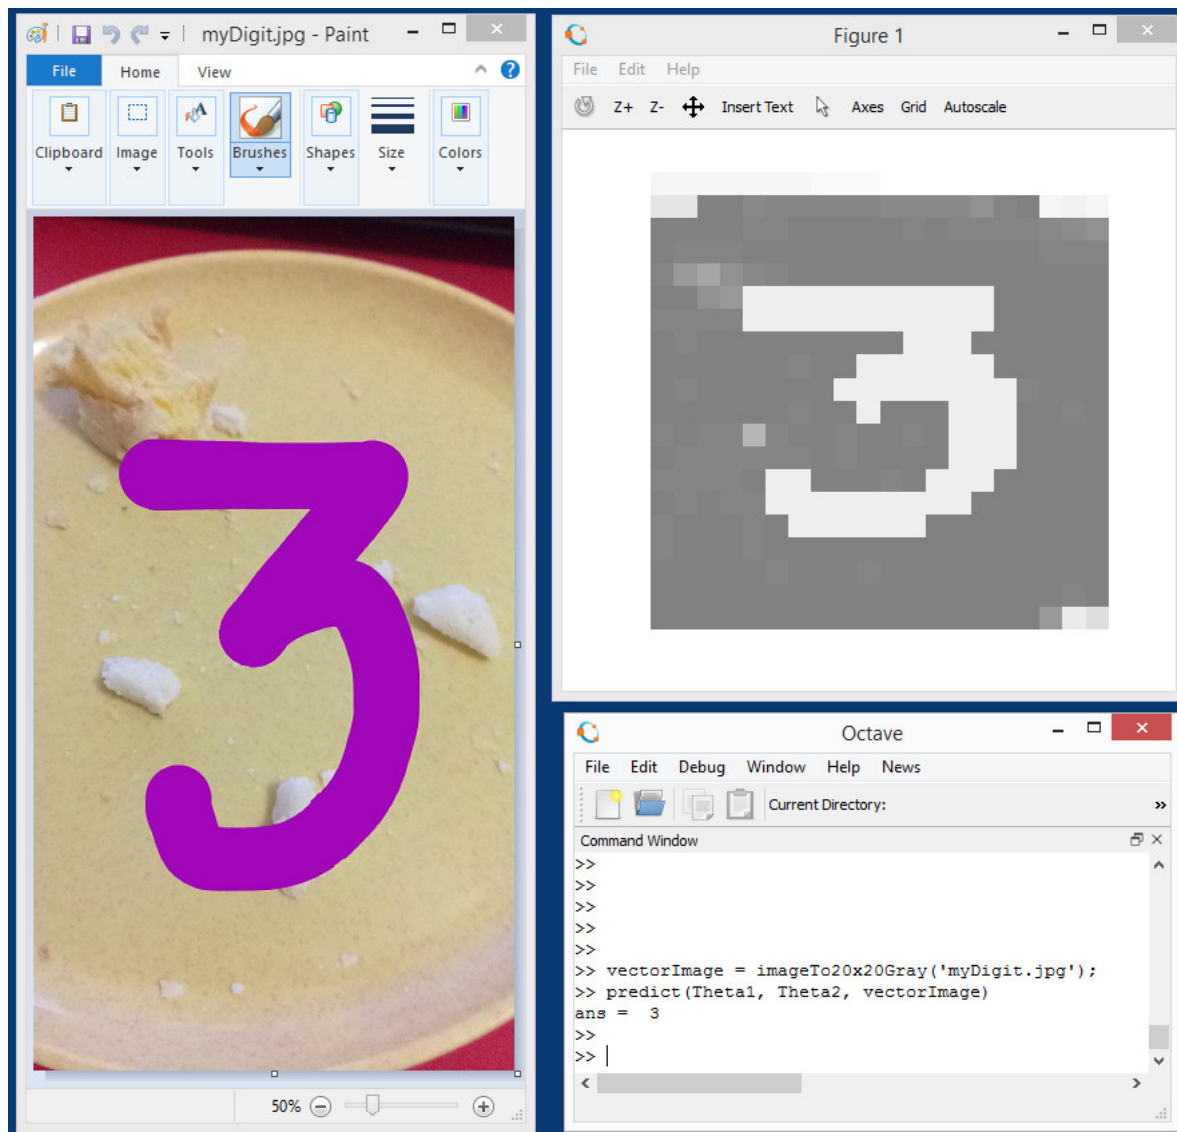 myDigit.jpg - Paint
File Home View
Clipboard Image Tools Brushes Shapes Size Colors
3
50%
Figure 1
File Edit Help
Z+ Z- Insert Text Axes Grid Autoscale
3
Octave
File Edit Debug Window Help News
Current Directory:
Command Window
>>
>>
>>
>>
>>
>> vectorImage = imageTo20x20Gray('myDigit.jpg');
>> predict(Theta1, Theta2, vectorImage)
ans =  3
>>
>>